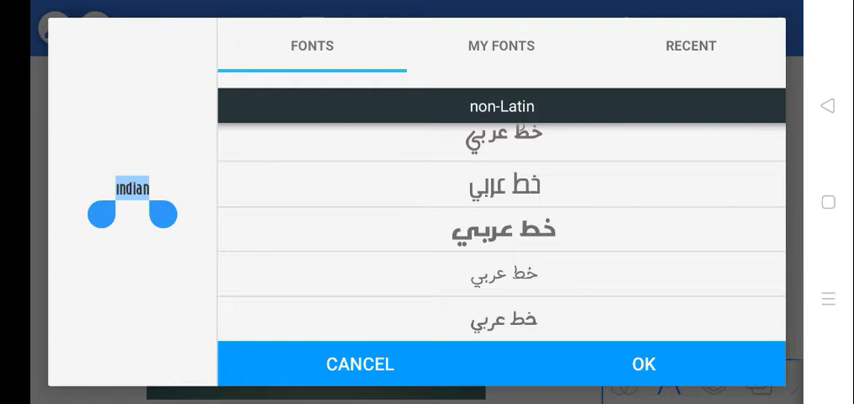 FONTS
MY FONTS
RECENT
non-Latin
خط عربي
indian
خط عربي
خط عربي
خط عربي
خط عربي
CANCEL
OK